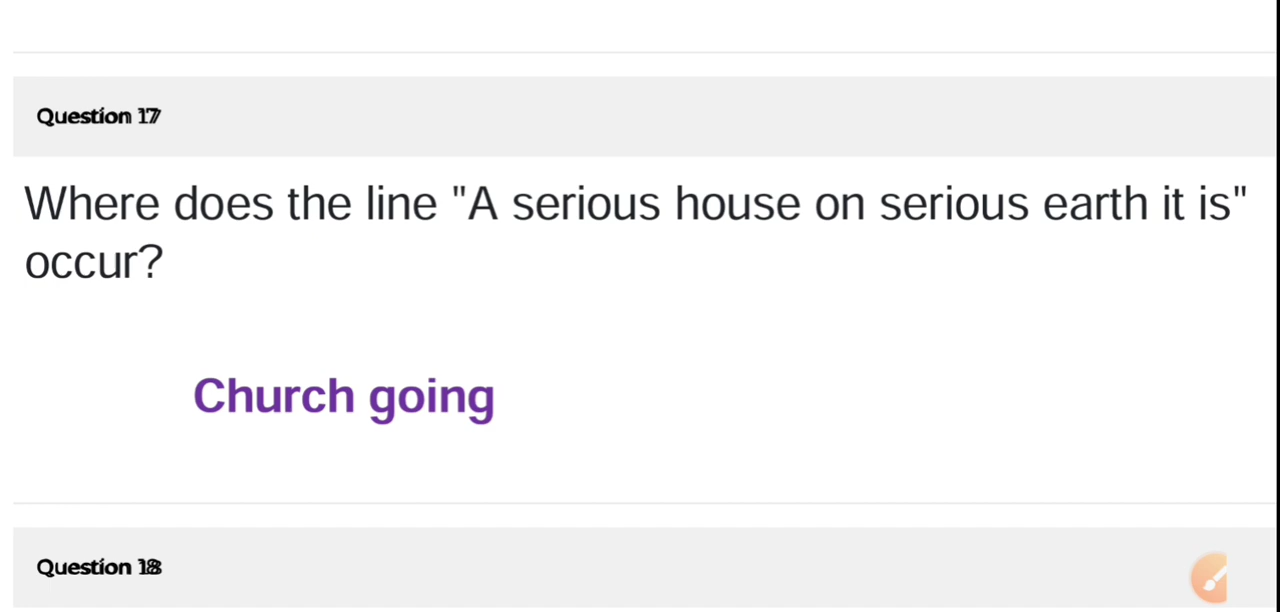 Question 17
Where does the line "A serious house on serious earth it is"
occur?
Church going
Question 18